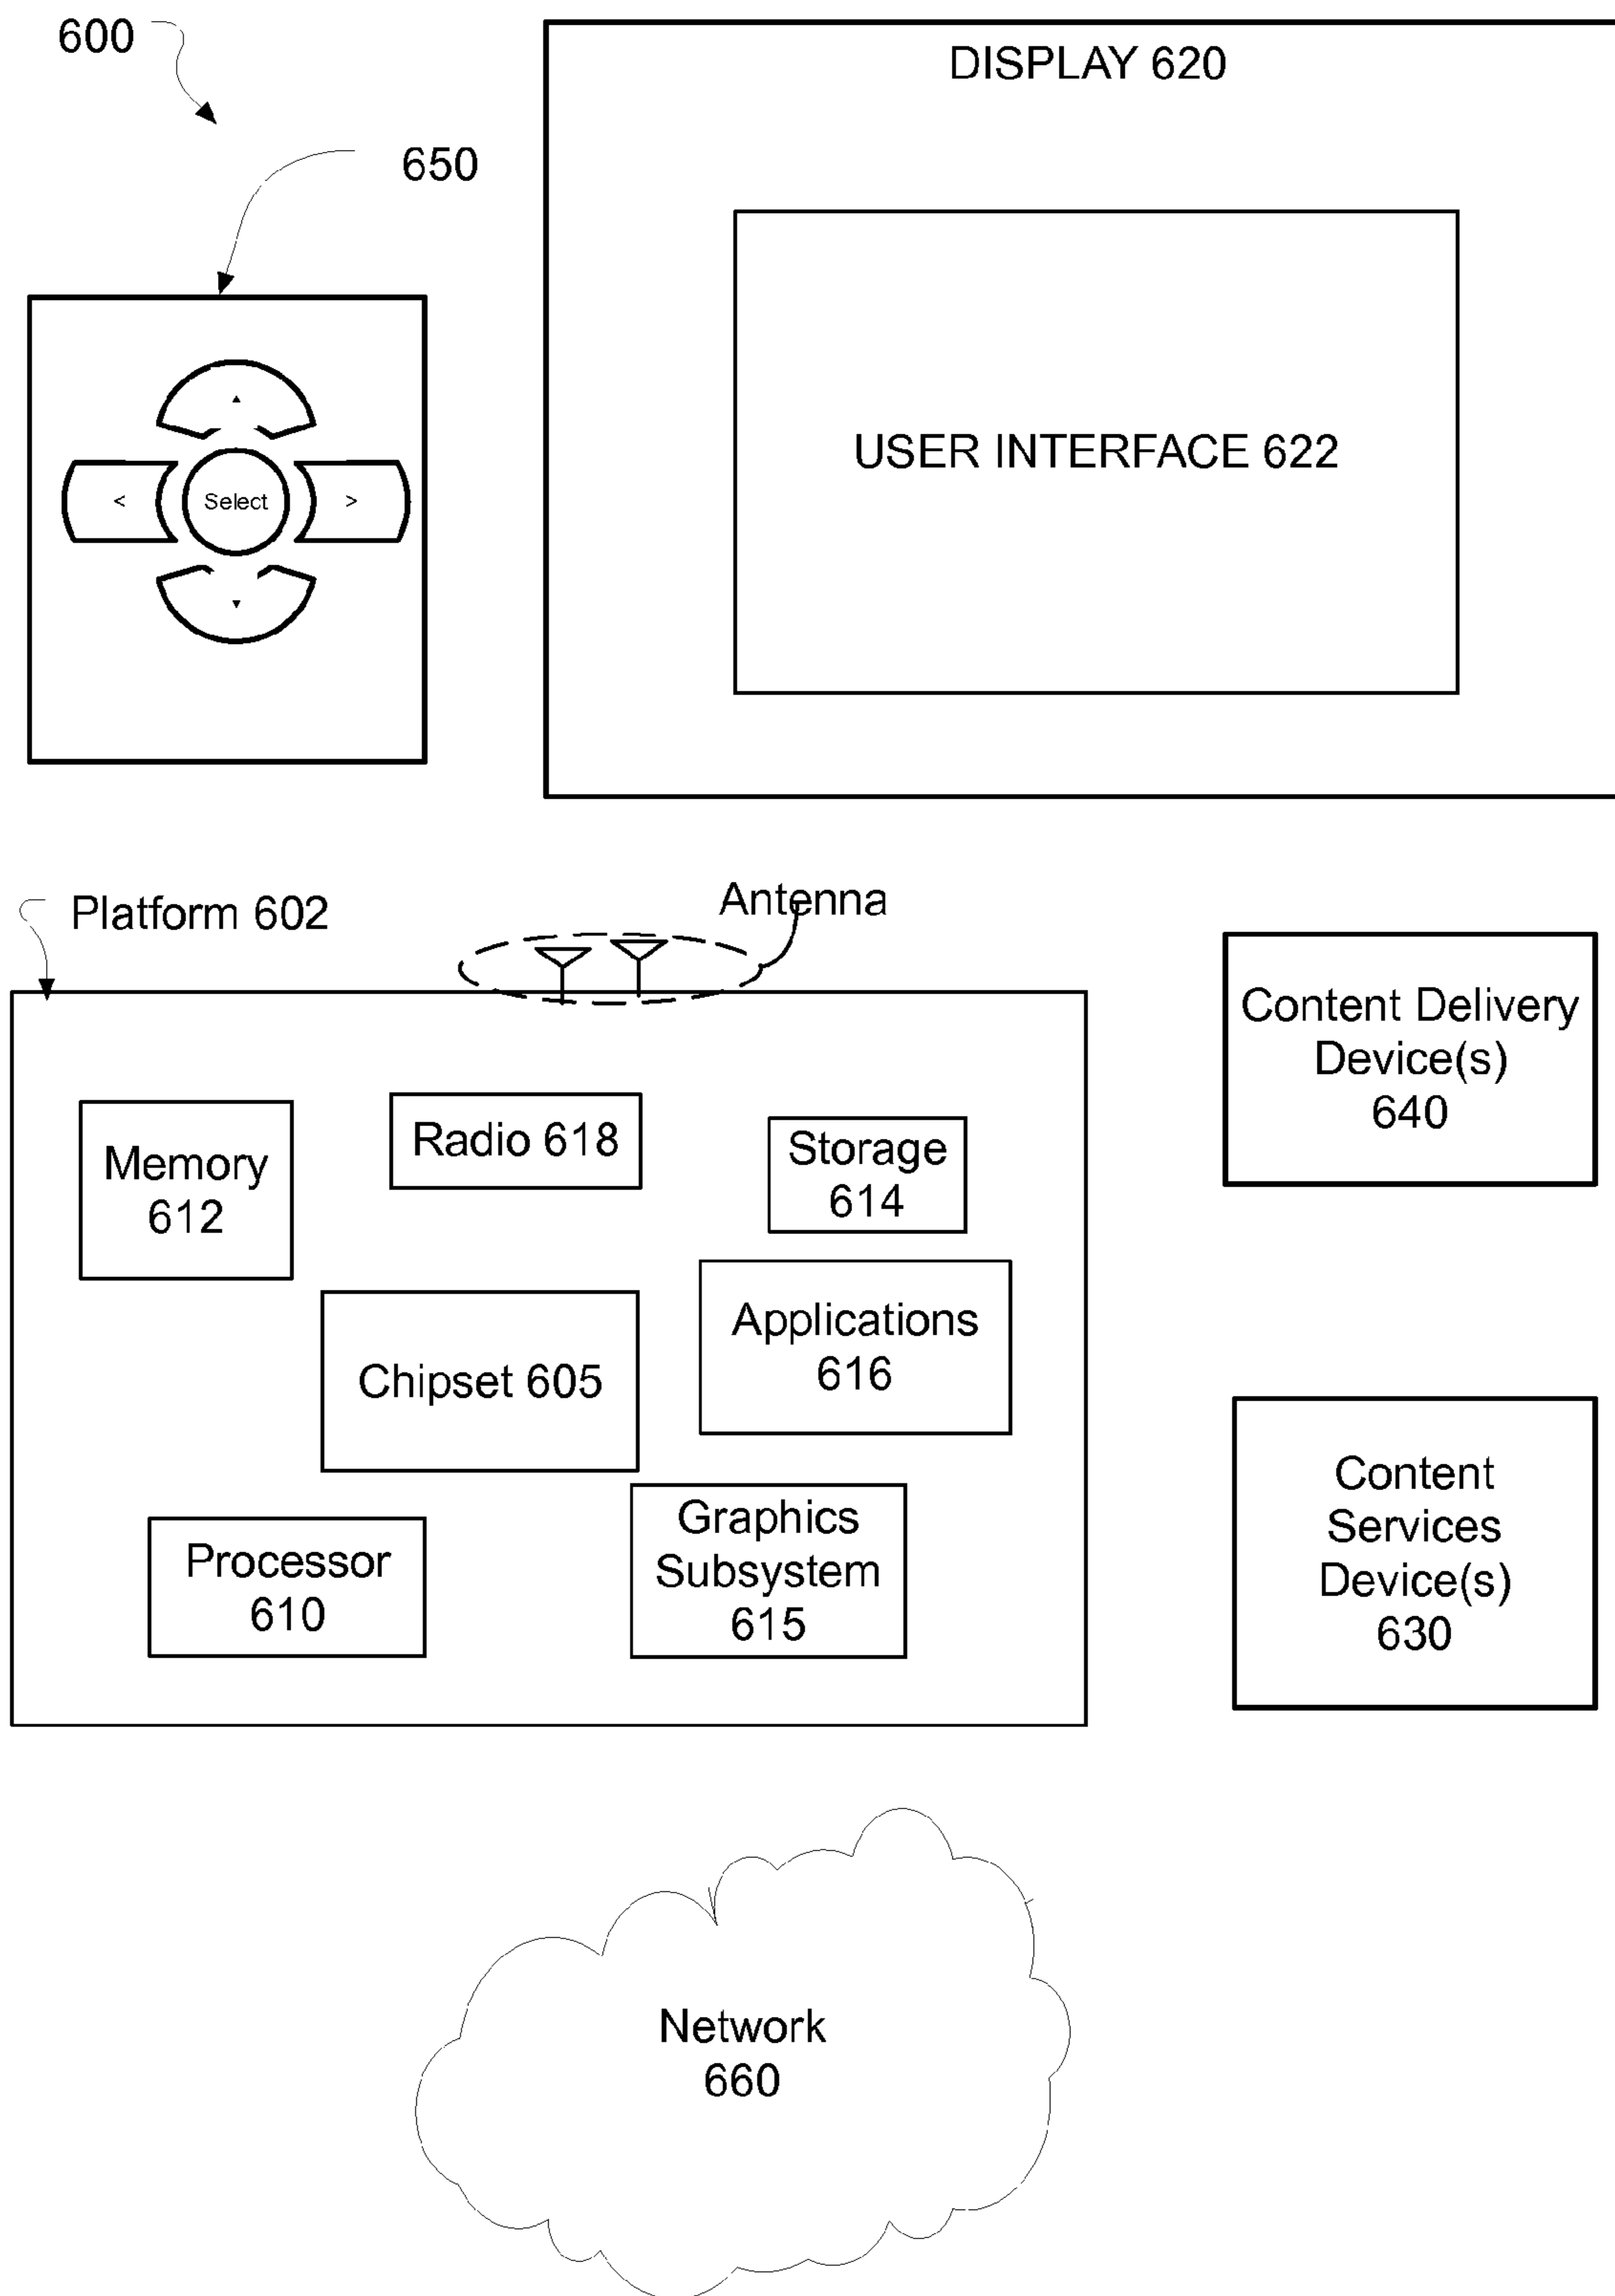 600
DISPLAY 620
650
USER INTERFACE 622
<
Select
>
Platform 602
Antenna
Content Delivery
Device(s)
640
Memory
612
Radio 618
Storage
614
Chipset 605
Applications
616
Processor
610
Graphics
Subsystem
615
Content
Services
Device(s)
630
Network
660